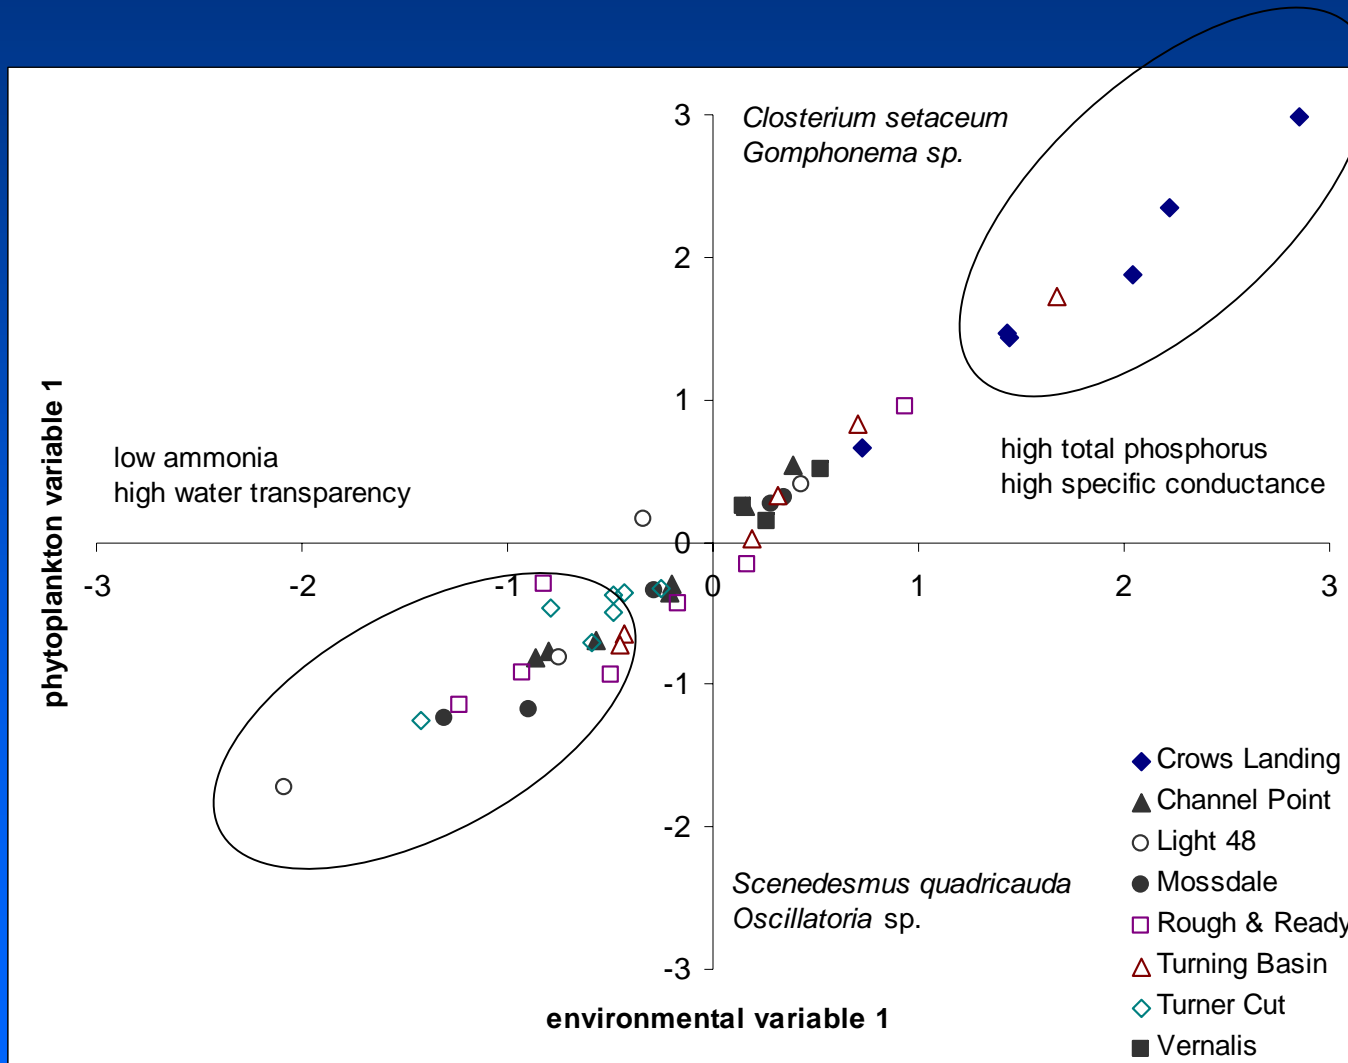 3
Closterium setaceum
Gomphonema sp.
2
1
phytoplankton variable 1
low ammonia
high water transparency
high total phosphorus
high specific conductance
0
-3
-2
-1
0
1
2
3
-1
-2
Scenedesmus quadricauda
Oscillatoria sp.
-3
environmental variable 1
Crows Landing
Channel Point
Light 48
Mossdale
Rough & Ready
Turning Basin
Turner Cut
Vernalis